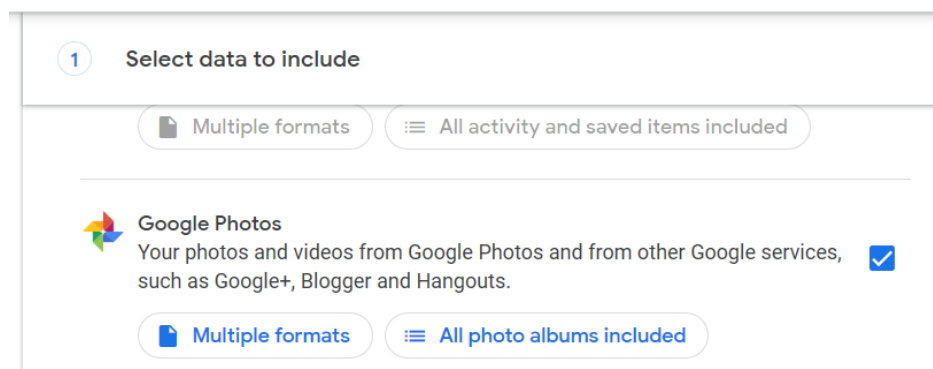 1 Select data to include
Multiple formats All activity and saved items included
Google Photos
Your photos and videos from Google Photos and from other Google services,
such as Google+, Blogger and Hangouts.
Multiple formats All photo albums included